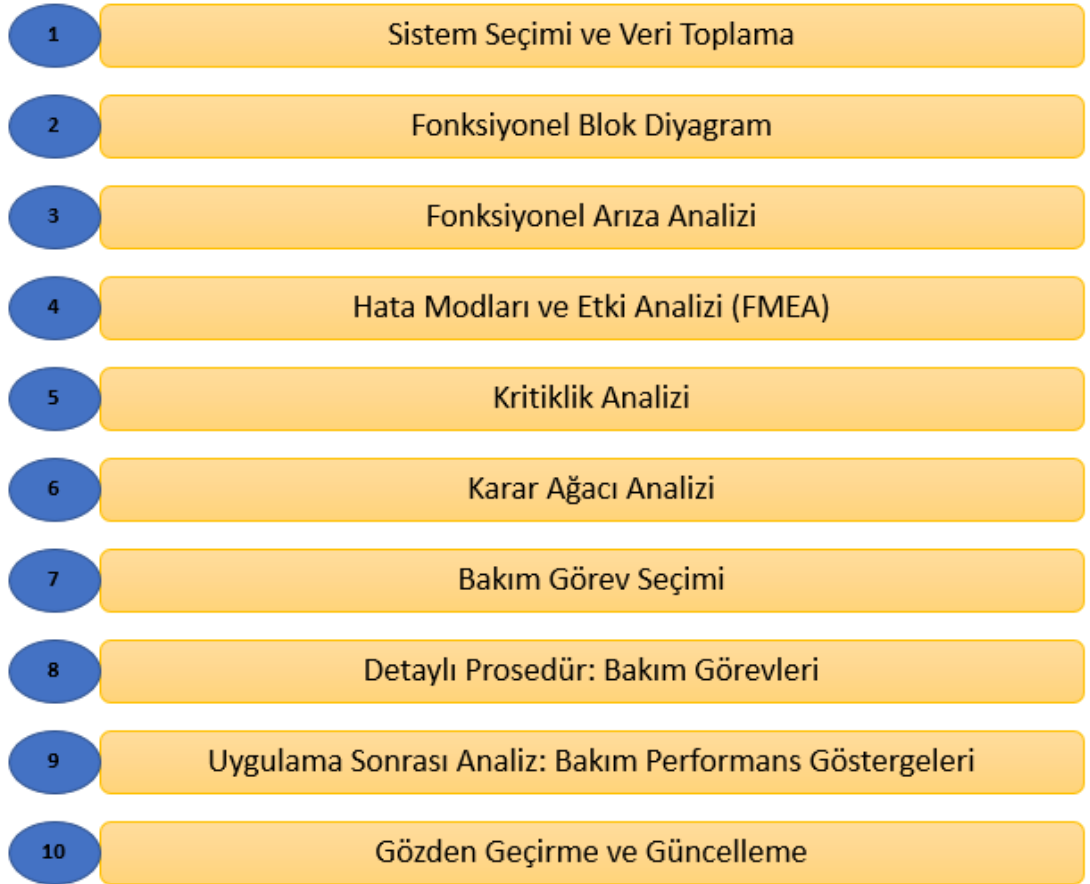 1 Sistem Seçimi ve Veri Toplama
2 Fonksiyonel Blok Diyagram
3 Fonksiyonel Arıza Analizi
4 Hata Modları ve Etki Analizi (FMEA)
5 Kritiklik Analizi
6 Karar Ağacı Analizi
7 Bakım Görev Seçimi
8 Detaylı Prosedür: Bakım Görevleri
9 Uygulama Sonrası Analiz: Bakım Performans Göstergeleri
10 Gözden Geçirme ve Güncelleme